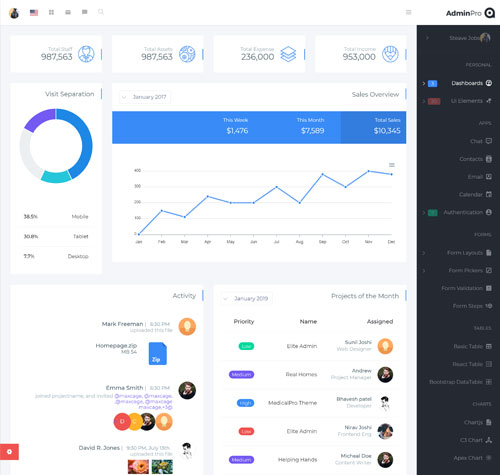 AdminPro
Total Staff
987,563
Total Assets
987,563
Total Expense
236,000
Total Income
953,000
Visit Separation
38.5%
Mobile
30.8%
Tablet
7.7%
Desktop
January 2017
Sales Overview
This Week
$1,476
This Month
$7,589
Total Sales
$10,345
400
300
200
100
0
Jan Feb Mar Apr May Jun Jul Aug Sep Oct Nov Dec
Activity
Mark Freeman | 6:30 PM
uploaded this file
Homepage.zip
MB 54
Zip
Emma Smith | 6:30 PM
joined projectname, and invited @maxcage, @maxcage,
@maxcage, @maxcage,
maxcage,+3@
David R. Jones | 9:30 PM, July 13th
uploaded this file
January 2019
Projects of the Month
Priority Name Assigned
Low Elite Admin Sunil Joshi
Web Designer
Medium Real Homes Andrew
Project Manager
High MedicalPro Theme Bhavesh patel
Developer
Low Elite Admin Nirav Joshi
Frontend Eng
Medium Helping Hands Micheal Doe
Content Writer
Steave Jobs
PERSONAL
Dashboards
UI Elements
APPS
Chat
Contacts
Email
Calendar
Authentication
FORMS
Form Layouts
Form Pickers
Form Validation
Form Steps
TABLES
Basic Table
React Table
Bootstrap DataTable
CHARTS
Chartjs
C3 Chart
Apex Chart